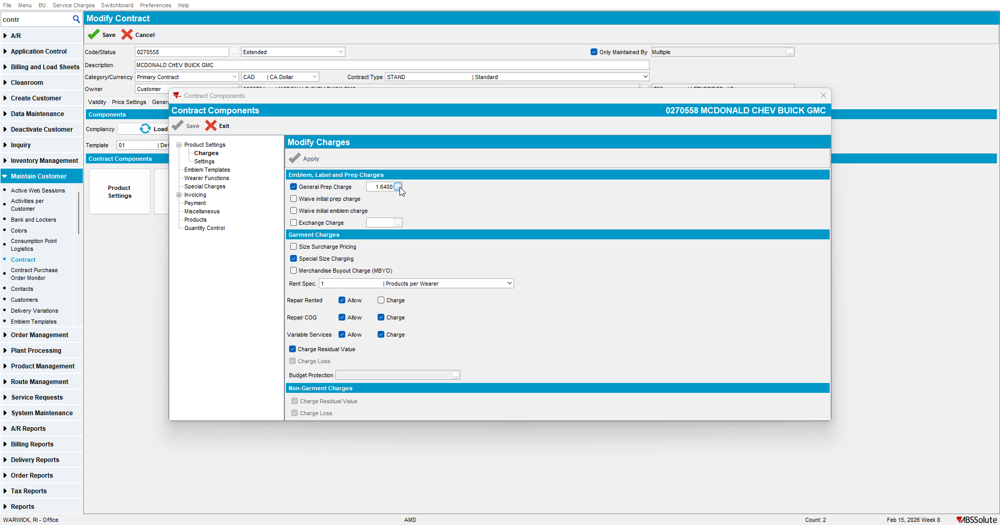 File Menu BU Service Charges Switchboard Preferences Help
contr
A/R
Application Control
Billing and Load Sheets
Cleanroom
Create Customer
Data Maintenance
Deactivate Customer
Inquiry
Inventory Management
Maintain Customer
Active Web Sessions
Activities per
Customer
Bank and Lockers
Colors
Consumption Point
Logistics
Contract
Contract Purchase
Order Monitor
Contacts
Customers
Delivery Variations
Emblem Templates
Order Management
Plant Processing
Product Management
Route Management
Service Requests
System Maintenance
A/R Reports
Billing Reports
Delivery Reports
Order Reports
Tax Reports
Reports
Modify Contract
Save Cancel
Code/Status 0270558 ... Extended Only Maintained By Multiple ...
Description MCDONALD CHEV BUICK GMC
Category/Currency Primary Contract CAD | CA Dollar Contract Type STAND | Standard
Owner Customer
Validity Price Settings
Components
Compliancy Load
Template 01
Contract Components
Product
Settings
Contract Components
Contract Components 0270558 MCDONALD CHEV BUICK GMC
Save Exit
Product Settings
Charges
Settings
Emblem Templates
Wearer Functions
Special Charges
Invoicing
Payment
Miscellaneous
Products
Quantity Control
Modify Charges
Apply
Emblem, Label and Prep Charges
General Prep Charge 1.6400
Waive initial prep charge
Waive initial emblem charge
Exchange Charge ...
Garment Charges
Size Surcharge Pricing
Special Size Charging
Merchandise Buyout Charge (MBYO)
Rent Spec. 1 | Products per Wearer
Repair Rented Allow Charge
Repair COG Allow Charge
Variable Services Allow Charge
Charge Residual Value
Charge Loss
Budget Protection ...
Non-Garment Charges
Charge Residual Value
Charge Loss
WARWICK, RI - Office AMD Count: 2 Feb 15, 2026 Week 8 ABSSolute